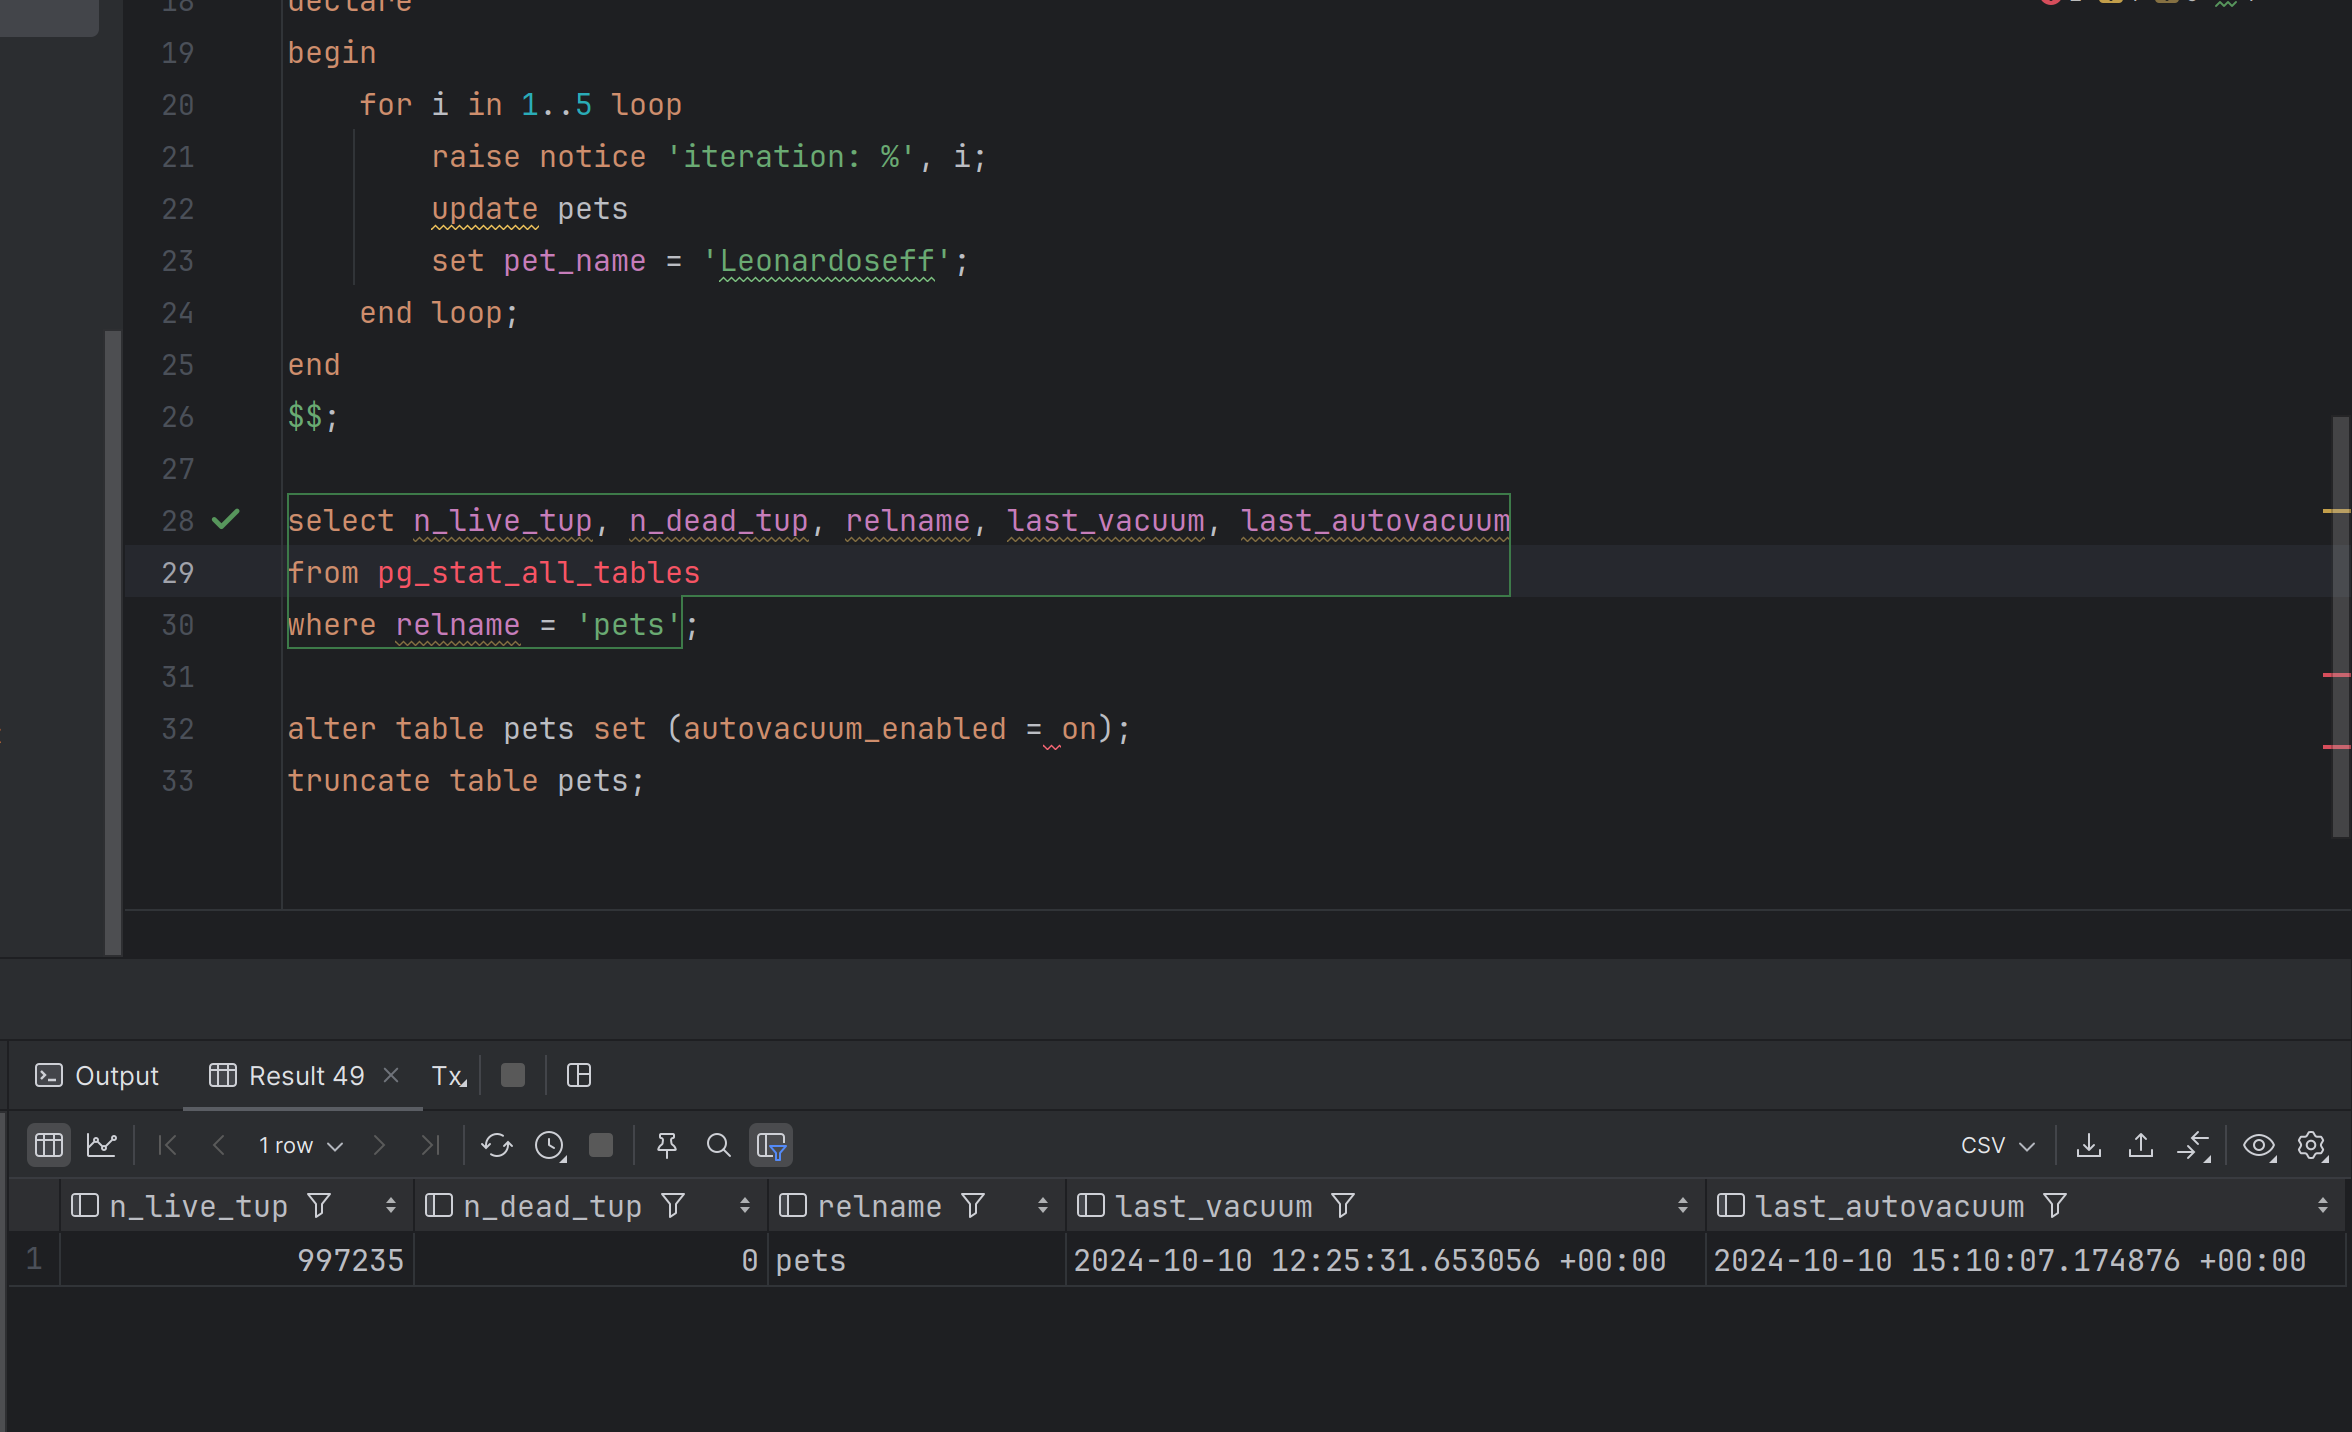 18 declare
19 begin
20 for i in 1..5 loop
21 raise notice 'iteration: %', i;
22 update pets
23 set pet_name = 'Leonardoseff';
24 end loop;
25 end
26 $$;
27
28 select n_live_tup, n_dead_tup, relname, last_vacuum, last_autovacuum
29 from pg_stat_all_tables
30 where relname = 'pets';
31
32 alter table pets set (autovacuum_enabled = on);
33 truncate table pets;
Output Result 49 Tx
1 row CSV
n_live_tup n_dead_tup relname last_vacuum last_autovacuum
1 997235 0 pets 2024-10-10 12:25:31.653056 +00:00 2024-10-10 15:10:07.174876 +00:00